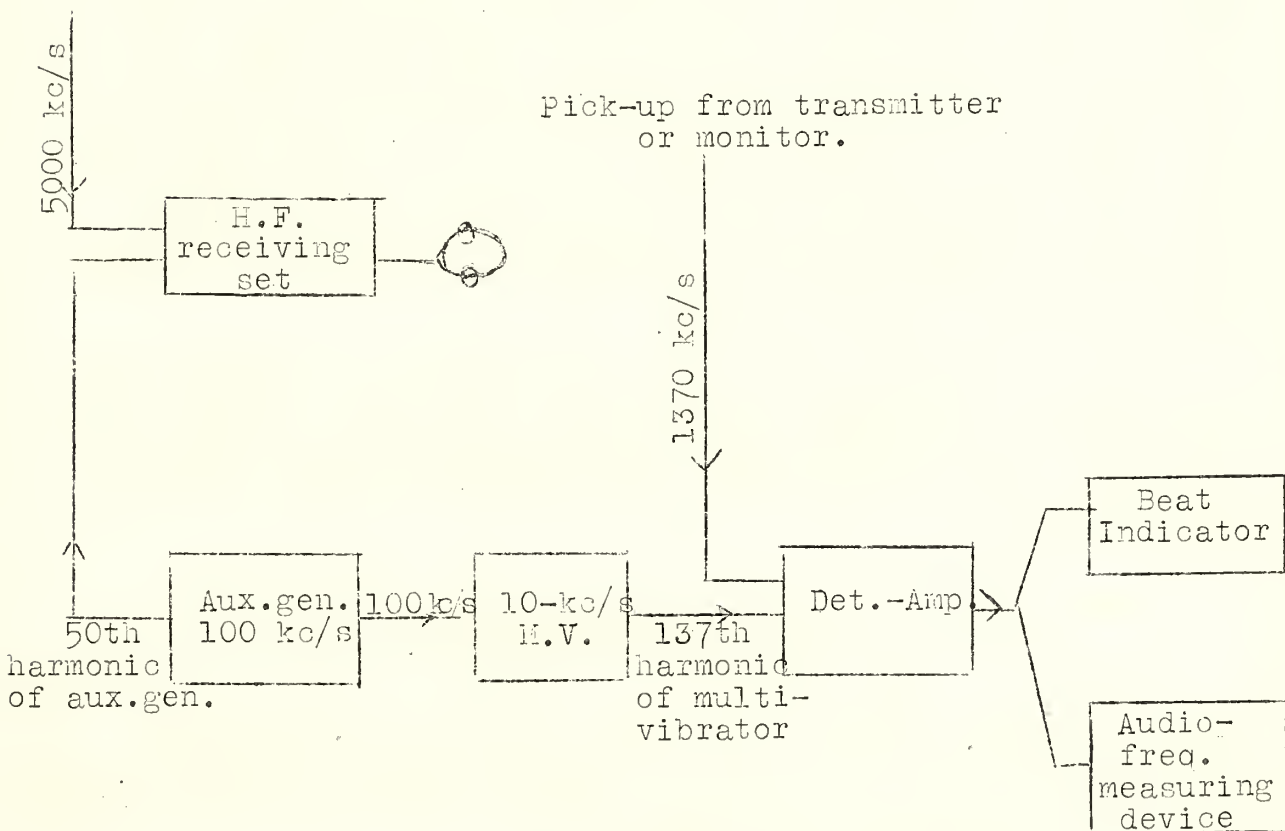 5000 kc/s
Pick-up from transmitter
or monitor.
H.F.
receiving
set
1370 kc/s
Beat
Indicator
Aux.gen.
100 kc/s
100 kc/s
10-kc/s
M.V.
Det.-Amp.
50th
harmonic
of aux.gen.
137th
harmonic
of multi-
vibrator
Audio-
freq.
measuring
device